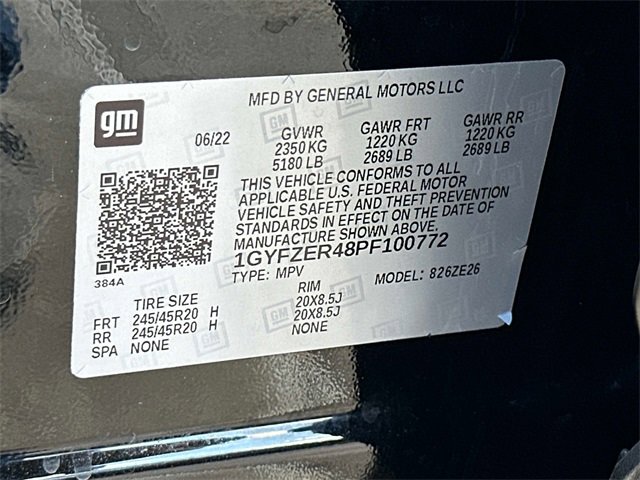 MFD BY GENERAL MOTORS LLC
gm
06/22 GVWR GAWR FRT GAWR RR
2350 KG 1220 KG 1220 KG
5180 LB 2689 LB 2689 LB
THIS VEHICLE CONFORMS TO ALL
APPLICABLE U.S. FEDERAL MOTOR
VEHICLE SAFETY AND THEFT PREVENTION
STANDARDS IN EFFECT ON THE DATE OF
MANUFACTURE SHOWN ABOVE.
1GYFZER48PF100772
384A TYPE: MPV MODEL: 826ZE26
TIRE SIZE RIM
FRT 245/45R20 H 20X8.5J
RR 245/45R20 H 20X8.5J
SPA NONE NONE